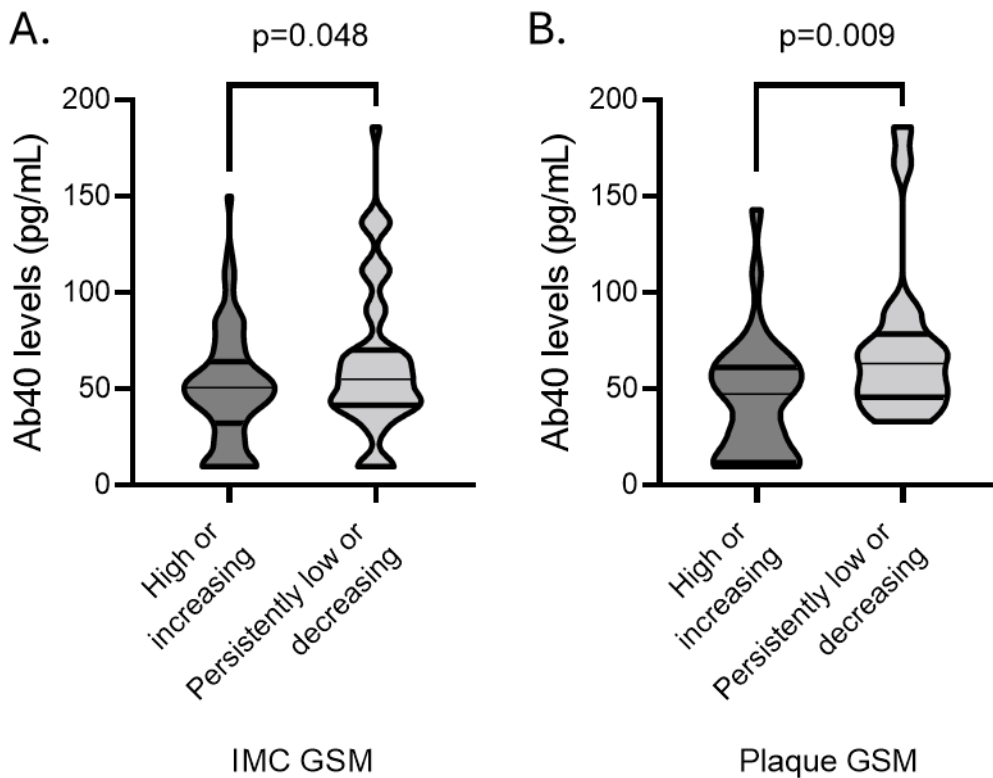 A.
p=0.048
Ab40 levels (pg/mL)
200
150
100
50
0
High or
increasing
Persistently low or
decreasing
IMC GSM
B.
p=0.009
Ab40 levels (pg/mL)
200
150
100
50
0
High or
increasing
Persistently low or
decreasing
Plaque GSM